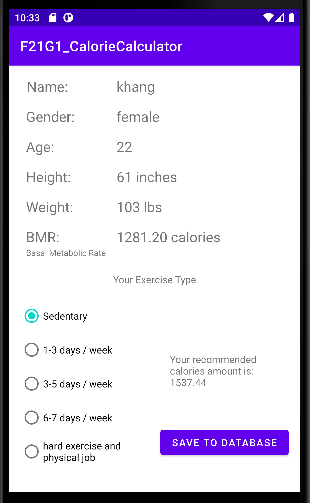 10:33
F21G1_CalorieCalculator
Name: khang
Gender: female
Age: 22
Height: 61 inches
Weight: 103 lbs
BMR: 1281.20 calories
Basal Metabolic Rate
Your Exercise Type
Sedentary
1-3 days / week
3-5 days / week
6-7 days / week
hard exercise and
physical job
Your recommended
calories amount is:
1537.44
SAVE TO DATABASE